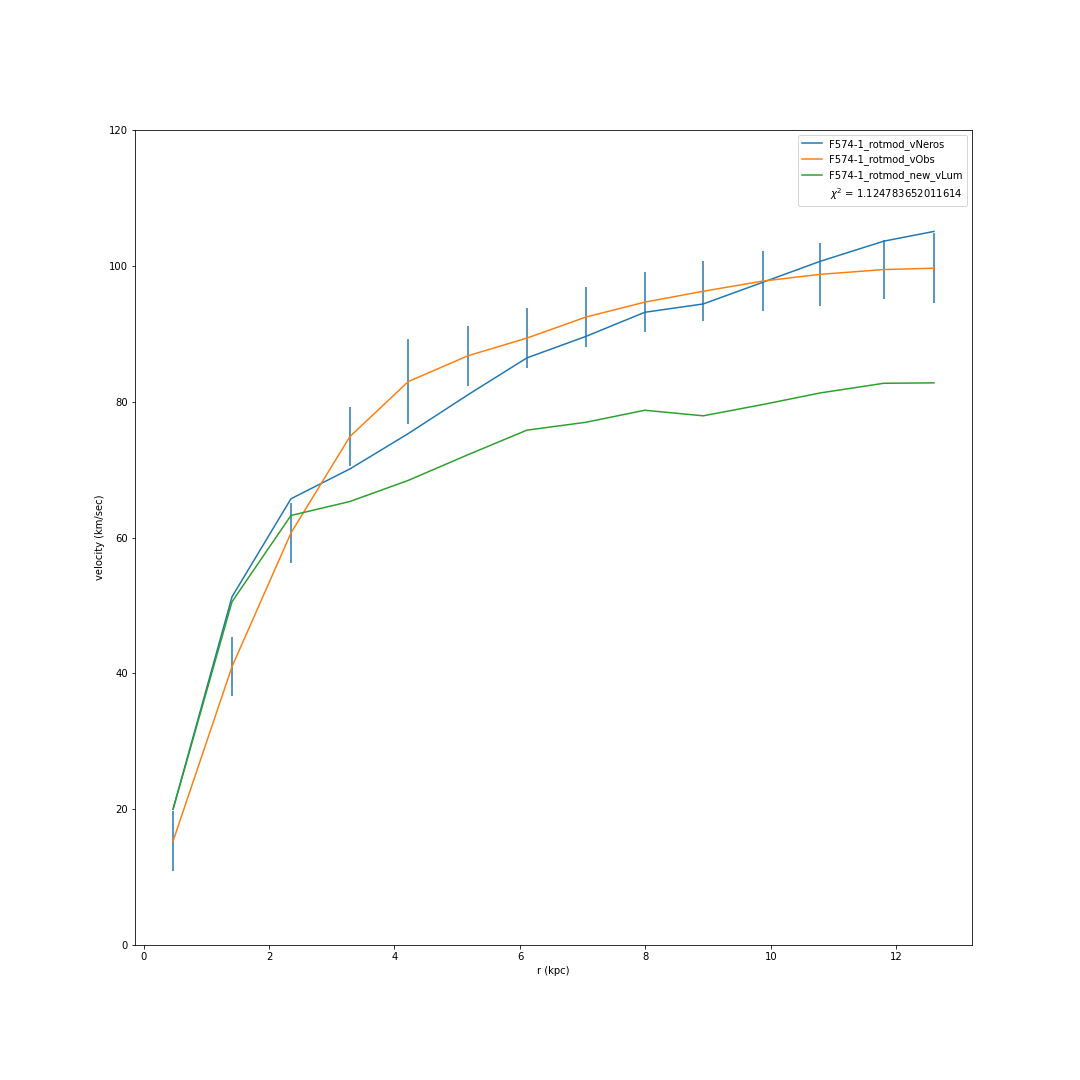 F574-1_rotmod_vNeros
F574-1_rotmod_vObs
F574-1_rotmod_new_vLum
χ² = 1.124783652011614
120
100
80
60
40
20
0
velocity (km/sec)
0 2 4 6 8 10 12
r (kpc)